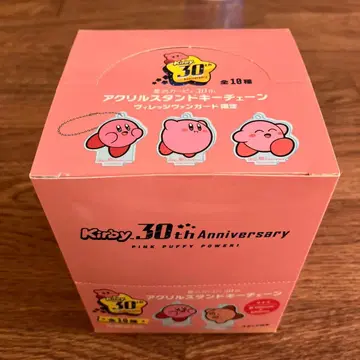 Kirby
30th
全10種
星のカービィ 30th
アクリルスタンドキーチェーン
ヴィレッジヴァンガード限定
Kirby 30th Anniversary
PINK PUFFY POWER!
Kirby
30th
星のカービィ 30th
アクリルスタンドキーチェーン
全10種